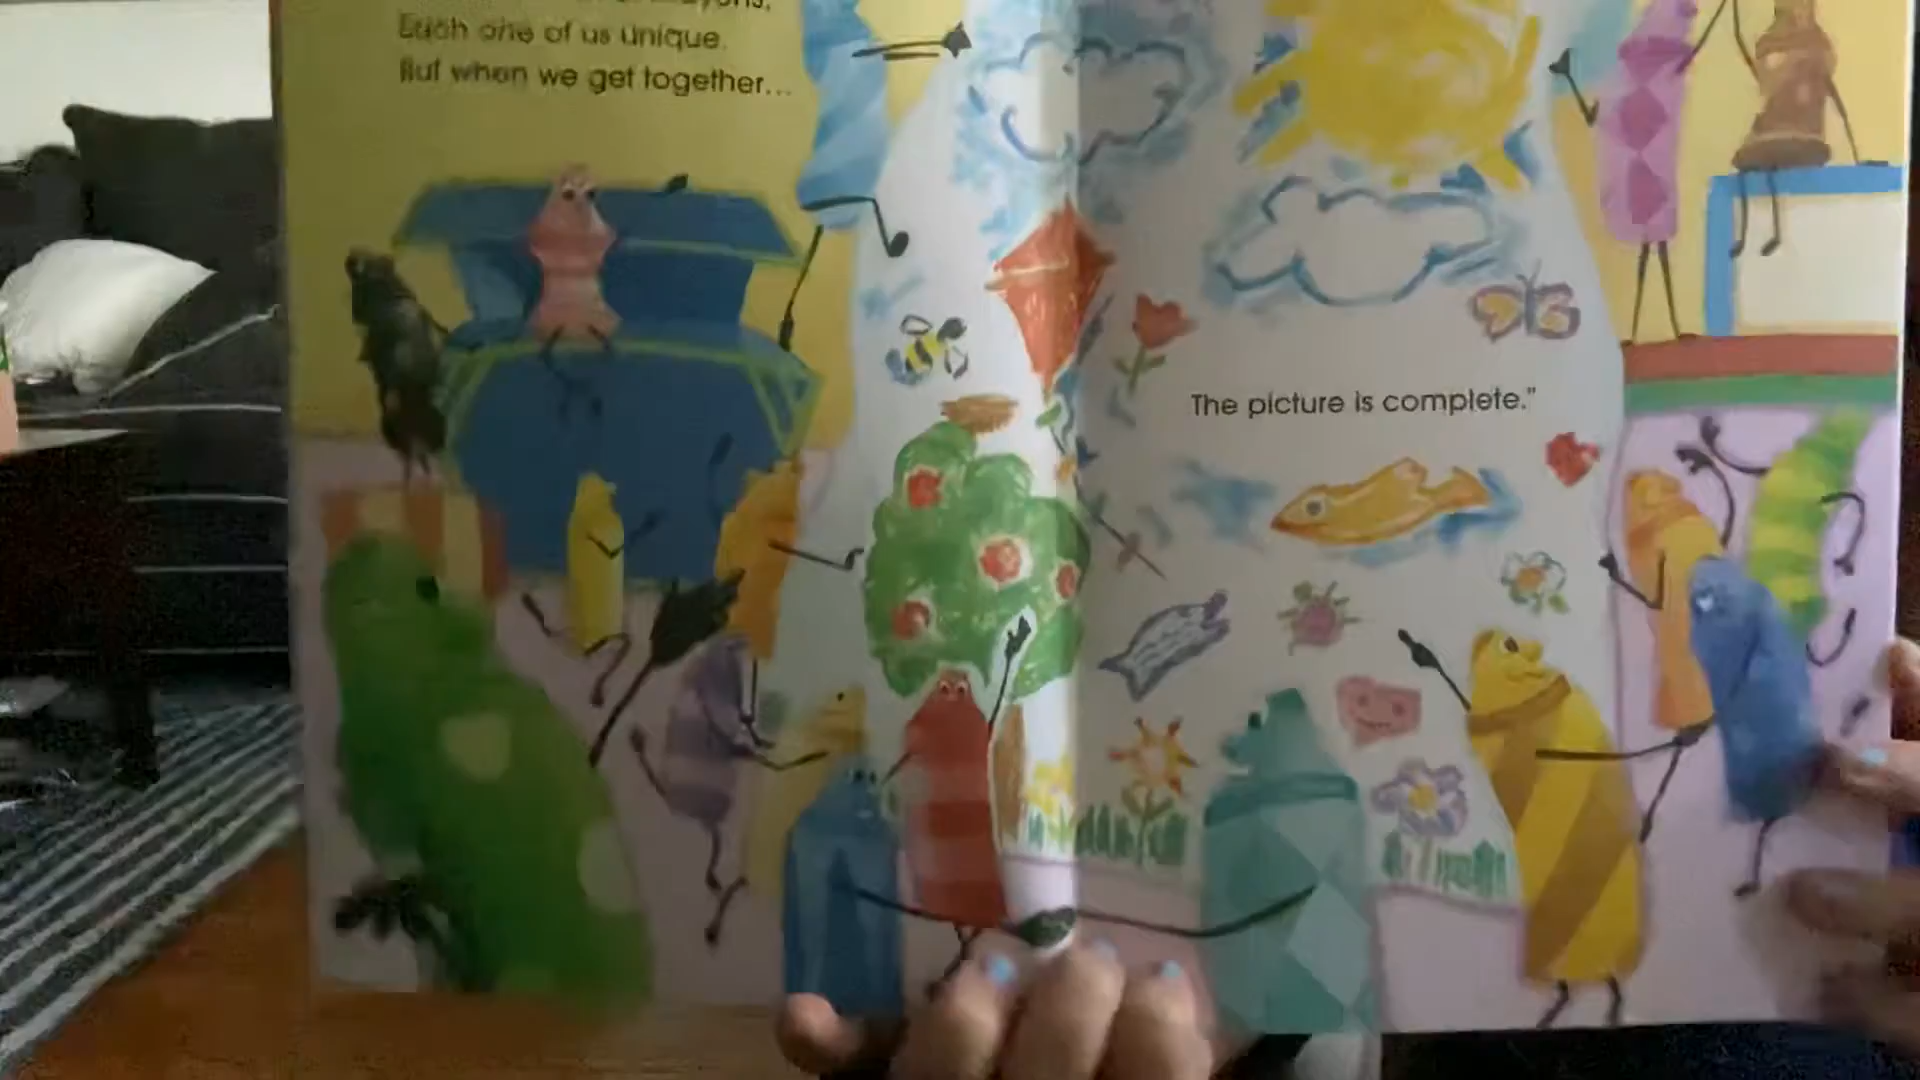 Each one of us unique.
But when we get together...
The picture is complete."